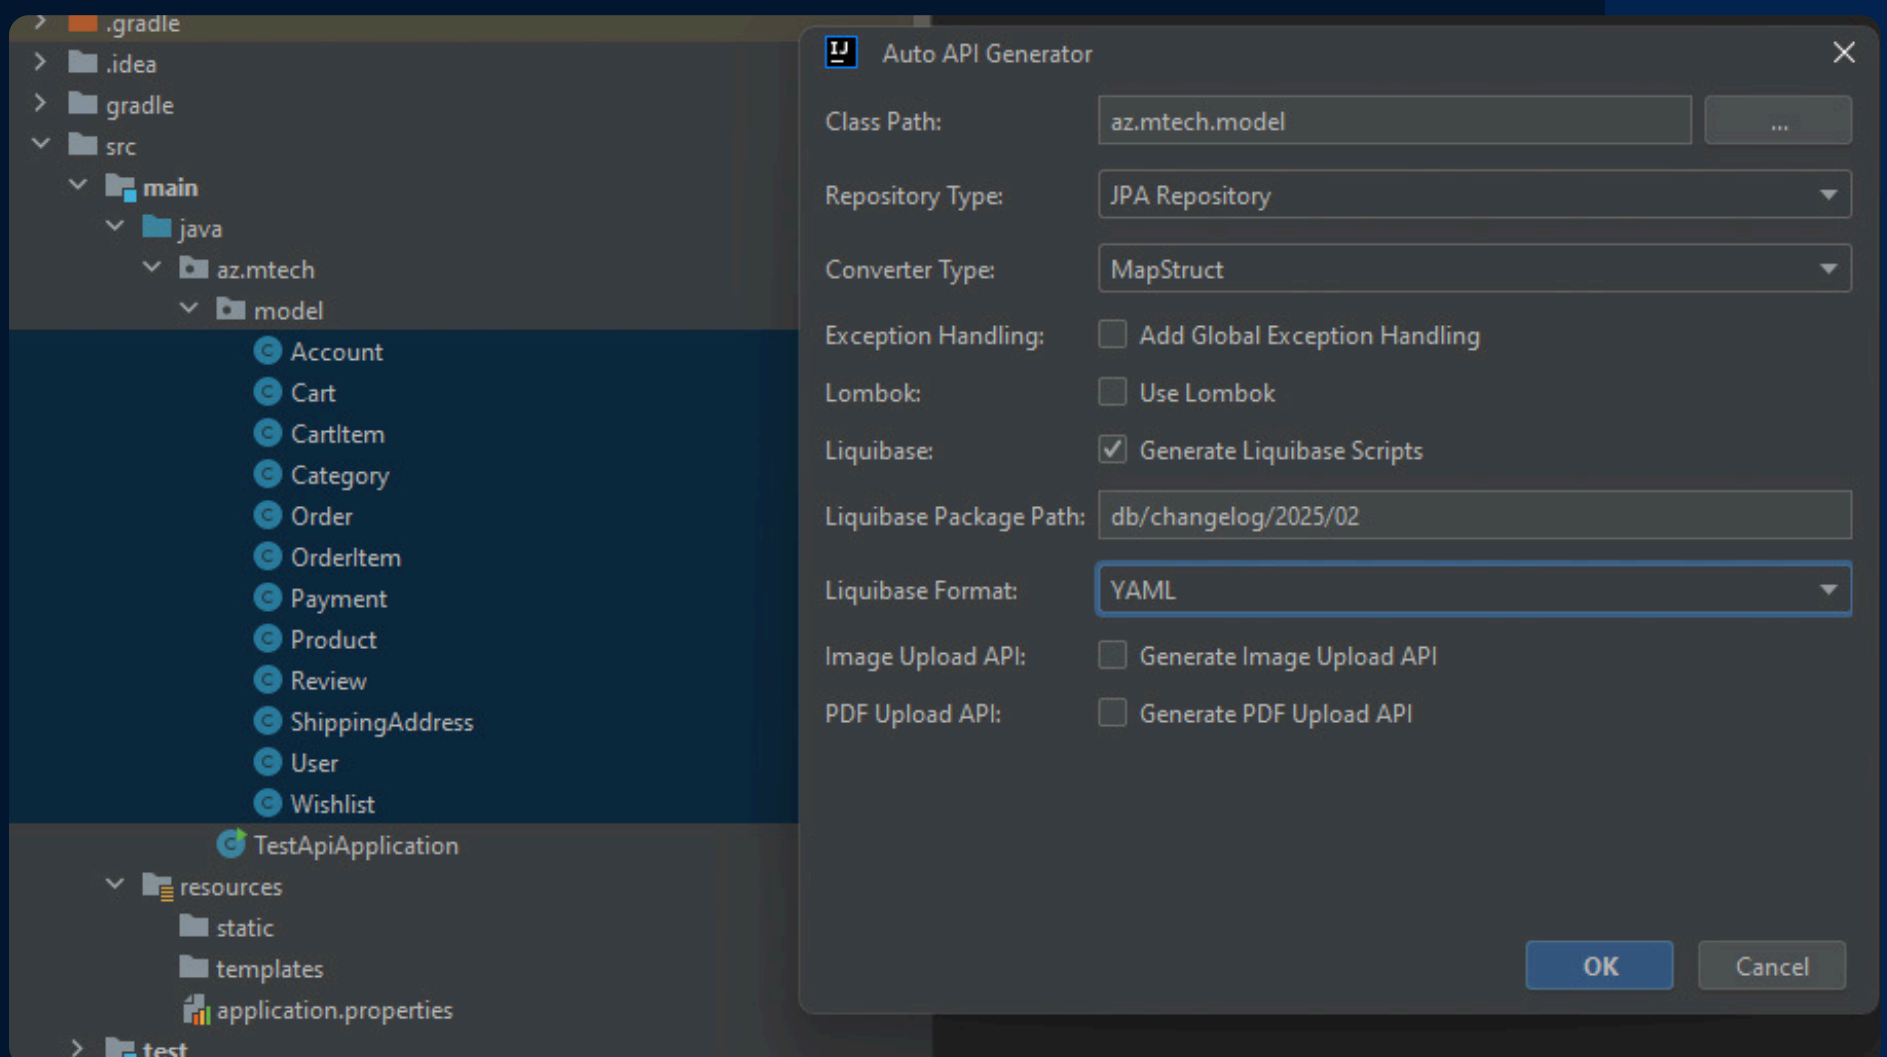 .gradle
.idea
gradle
src
main
java
az.mtech
model
Account
Cart
CartItem
Category
Order
OrderItem
Payment
Product
Review
ShippingAddress
User
Wishlist
TestApiApplication
resources
static
templates
application.properties
test
IJ Auto API Generator
Class Path: az.mtech.model ...
Repository Type: JPA Repository
Converter Type: MapStruct
Exception Handling: Add Global Exception Handling
Lombok: Use Lombok
Liquibase: Generate Liquibase Scripts
Liquibase Package Path: db/changelog/2025/02
Liquibase Format: YAML
Image Upload API: Generate Image Upload API
PDF Upload API: Generate PDF Upload API
OK Cancel